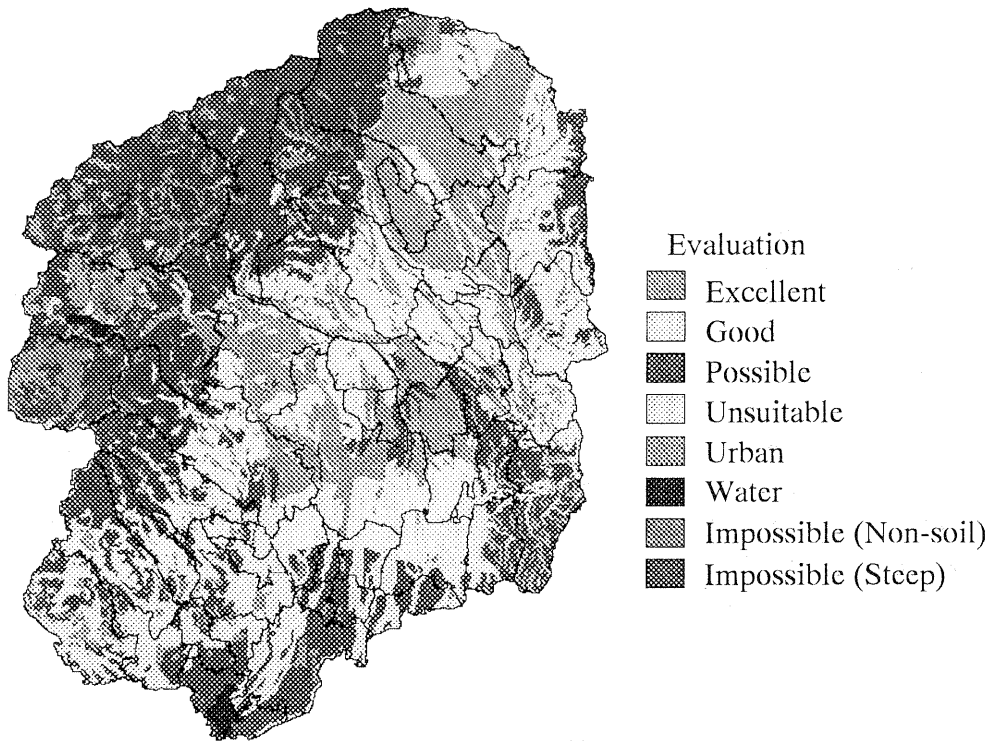 Evaluation
Excellent
Good
Possible
Unsuitable
Urban
Water
Impossible (Non-soil)
Impossible (Steep)